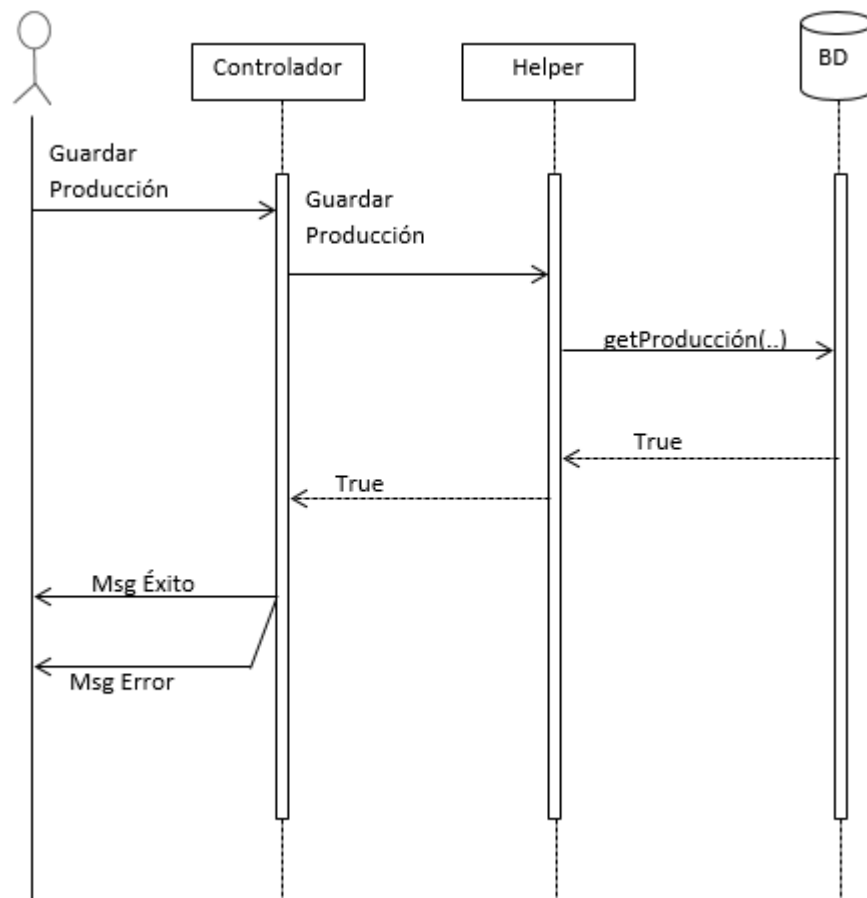 Controlador
Helper
BD
Guardar
Producción
Guardar
Producción
getProducción(..)
True
True
Msg Éxito
Msg Error